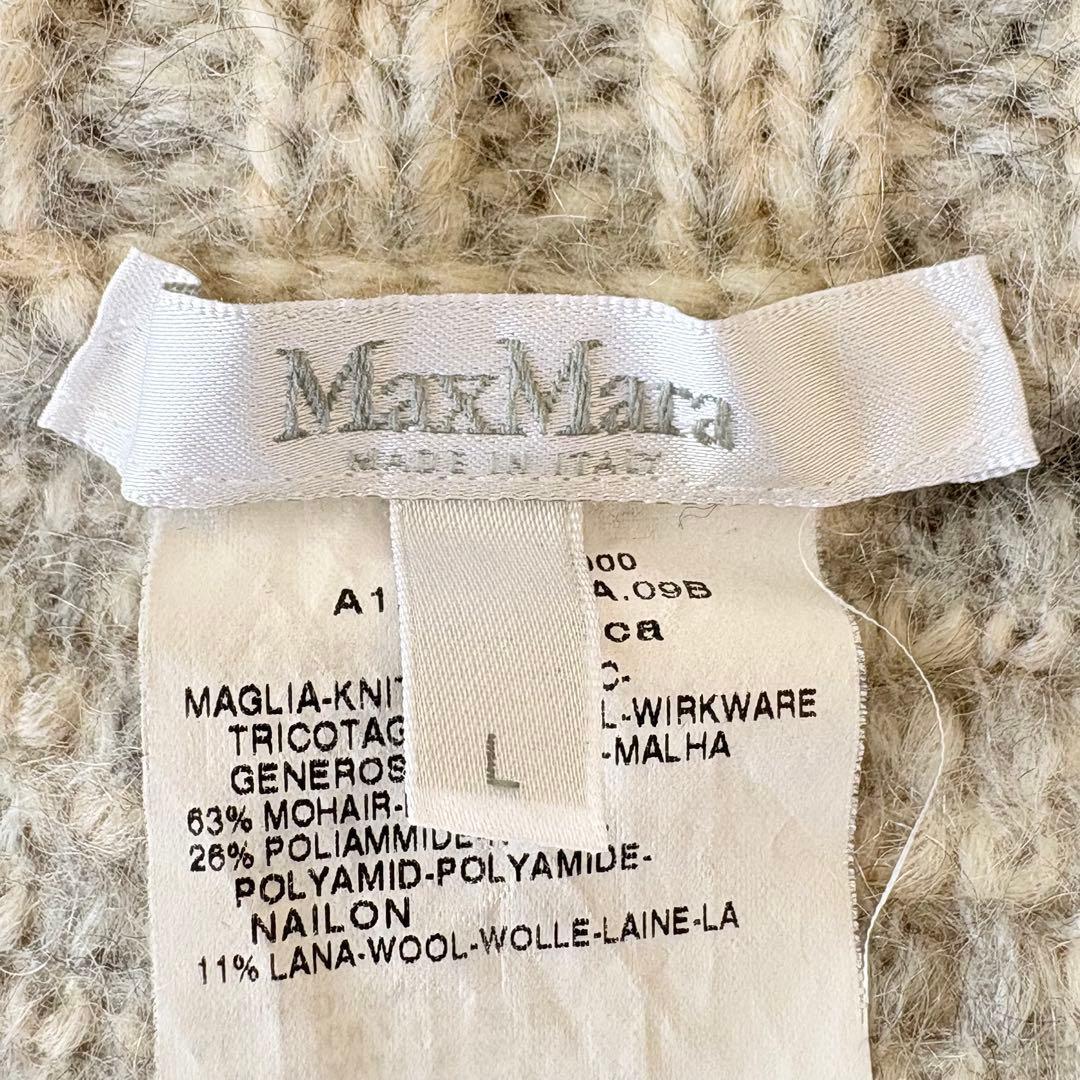 MaxMara
MADE IN ITALY
00
A1 A.09B
ca
MAGLIA-KNIT C-
TRICOTAG L-WIRKWARE
GENEROS -MALHA
L
63% MOHAIR-
26% POLIAMMIDE-
POLYAMID-POLYAMIDE-
NAILON
11% LANA-WOOL-WOLLE-LAINE-LA